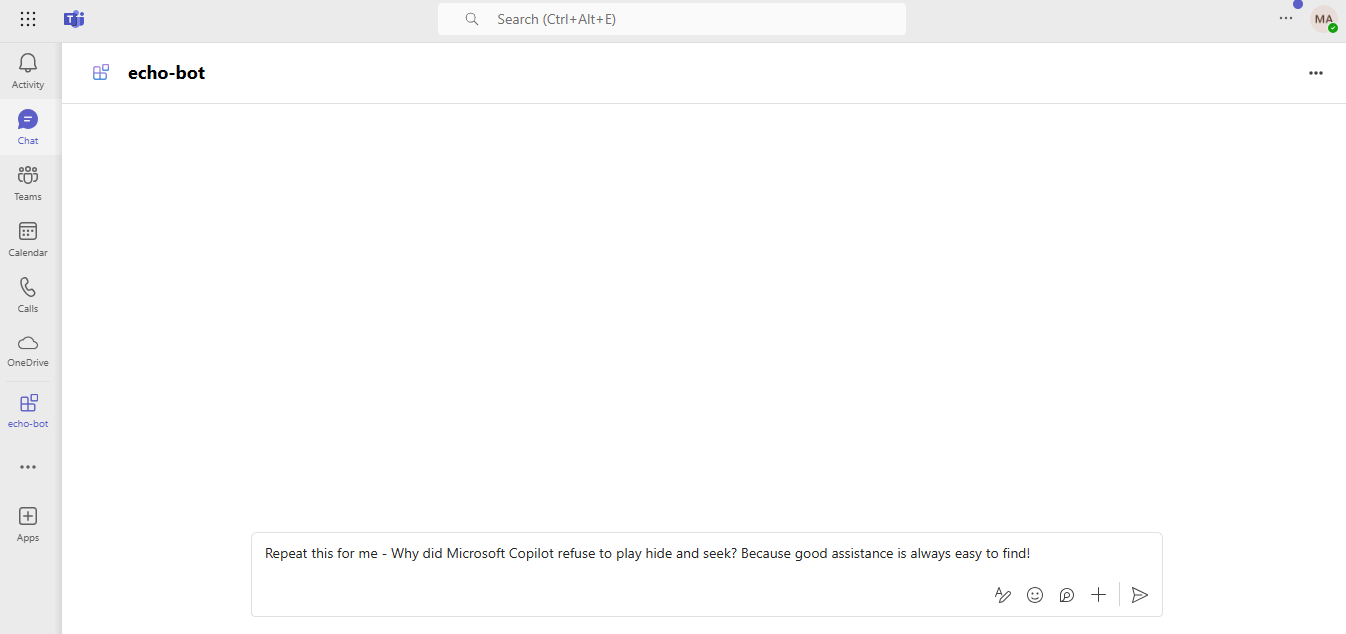 Search (Ctrl+Alt+E)
MA
Activity
Chat
Teams
Calendar
Calls
OneDrive
echo-bot
Apps
echo-bot
Repeat this for me - Why did Microsoft Copilot refuse to play hide and seek? Because good assistance is always easy to find!